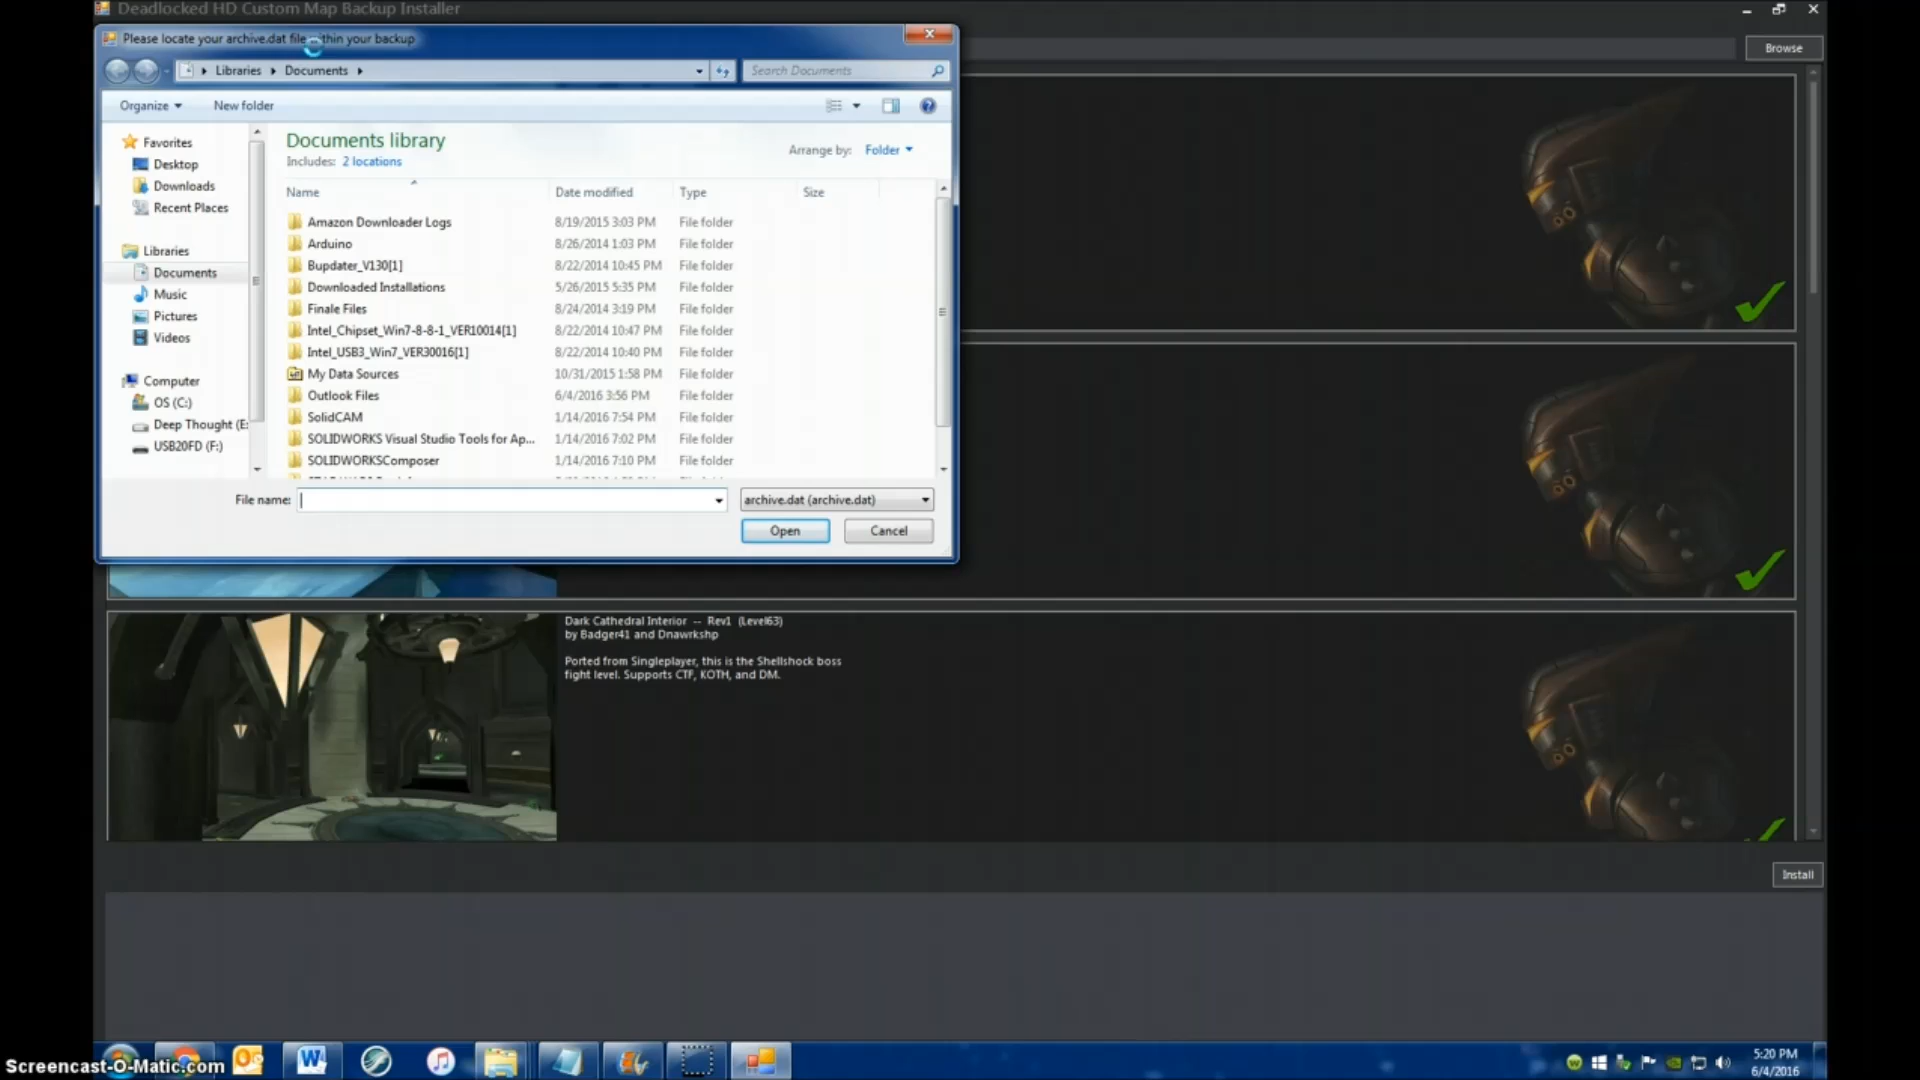 Deadlocked HD Custom Map Backup Installer
Please locate your archive.dat file within your backup
Browse
Libraries Documents
Search Documents
Organize New folder
Favorites
Desktop
Downloads
Recent Places
Libraries
Documents
Music
Pictures
Videos
Computer
OS (C:)
Deep Thought (E:
USB20FD (F:)
Documents library
Includes: 2 locations
Arrange by: Folder
Name Date modified Type Size
Amazon Downloader Logs 8/19/2015 3:03 PM File folder
Arduino 8/26/2014 1:03 PM File folder
Bupdater_V130[1] 8/22/2014 10:45 PM File folder
Downloaded Installations 5/26/2015 5:35 PM File folder
Finale Files 8/24/2014 3:19 PM File folder
Intel_Chipset_Win7-8-8-1_VER10014[1] 8/22/2014 10:47 PM File folder
Intel_USB3_Win7_VER30016[1] 8/22/2014 10:40 PM File folder
My Data Sources 10/31/2015 1:58 PM File folder
Outlook Files 6/4/2016 3:56 PM File folder
SolidCAM 1/14/2016 7:54 PM File folder
SOLIDWORKS Visual Studio Tools for Ap... 1/14/2016 7:02 PM File folder
SOLIDWORKSComposer 1/14/2016 7:10 PM File folder
File name: archive.dat (archive.dat)
Open Cancel
Dark Cathedral Interior -- Rev1 (Level63)
by Badger41 and Dnawrkshp
Ported from Singleplayer, this is the Shellshock boss
fight level. Supports CTF, KOTH, and DM.
Install
Screencast-O-Matic.com
5:20 PM
6/4/2016